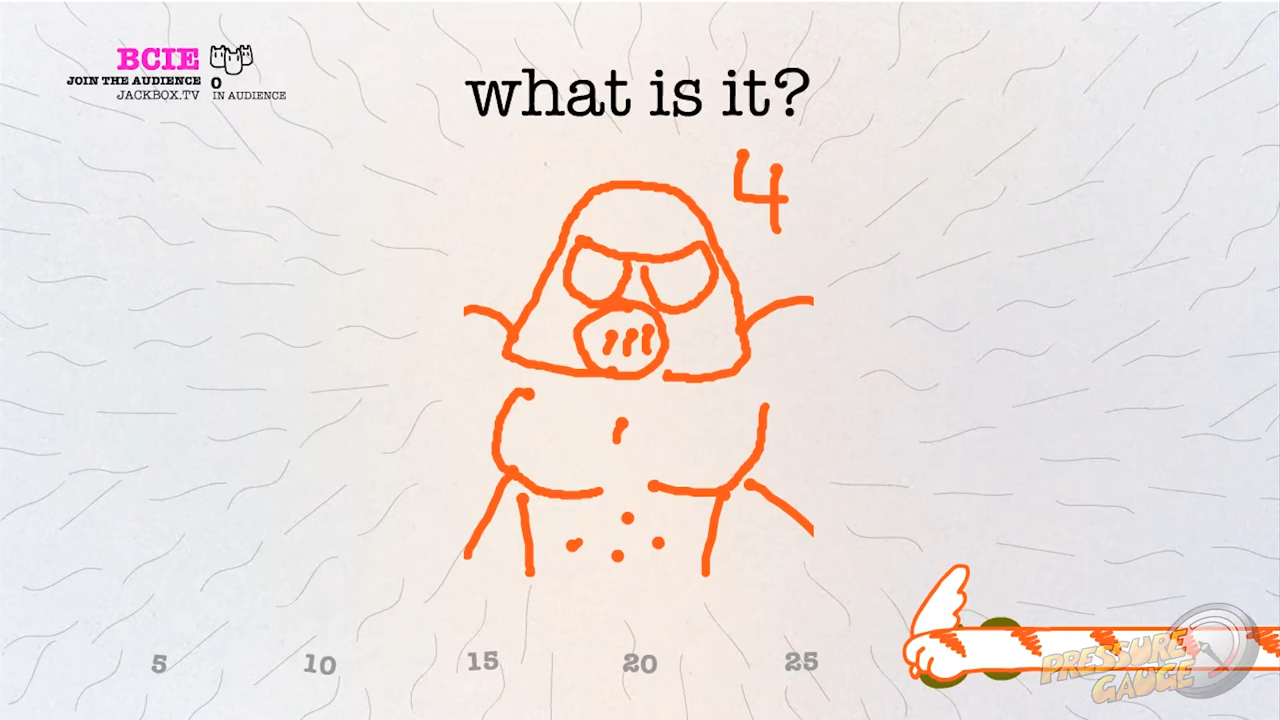 BCIE
JOIN THE AUDIENCE
JACKBOX.TV
0
IN AUDIENCE
what is it?
4
5 10 15 20 25
PRESSURE
GAUGE